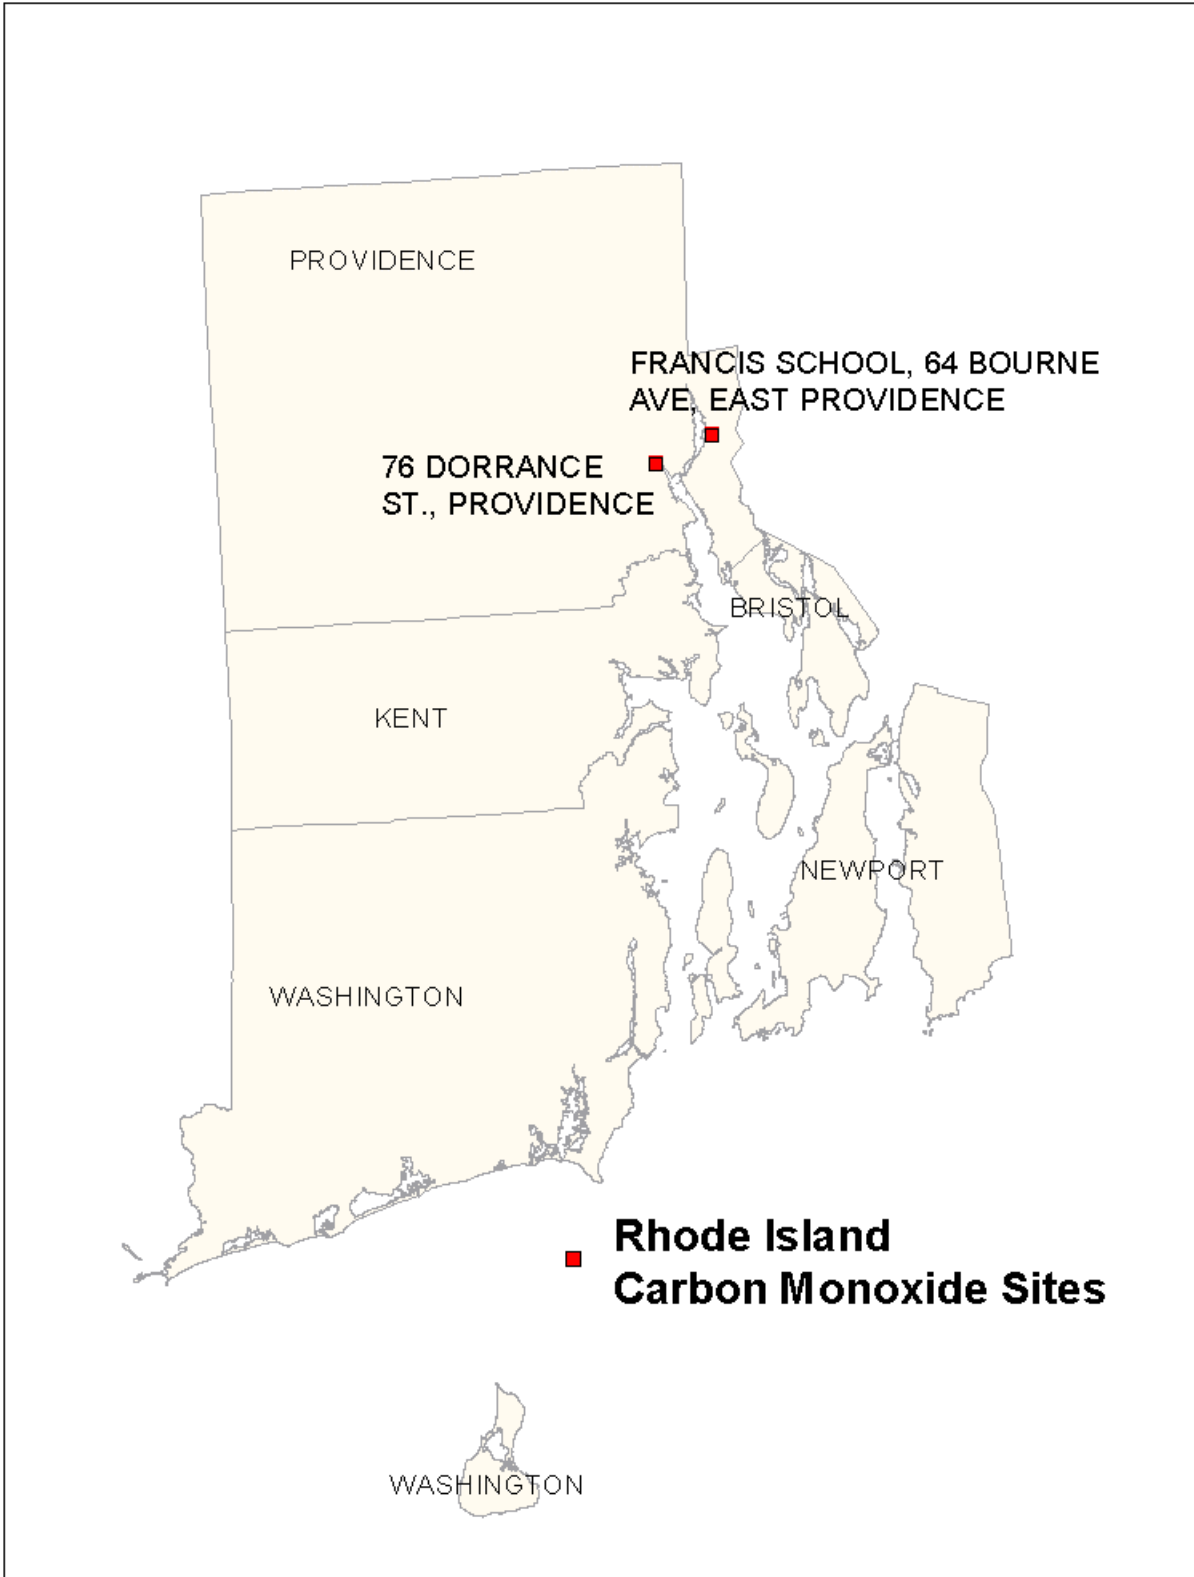 PROVIDENCE
FRANCIS SCHOOL, 64 BOURNE
AVE, EAST PROVIDENCE
76 DORRANCE
ST., PROVIDENCE
BRISTOL
KENT
NEWPORT
WASHINGTON
Rhode Island
Carbon Monoxide Sites
WASHINGTON